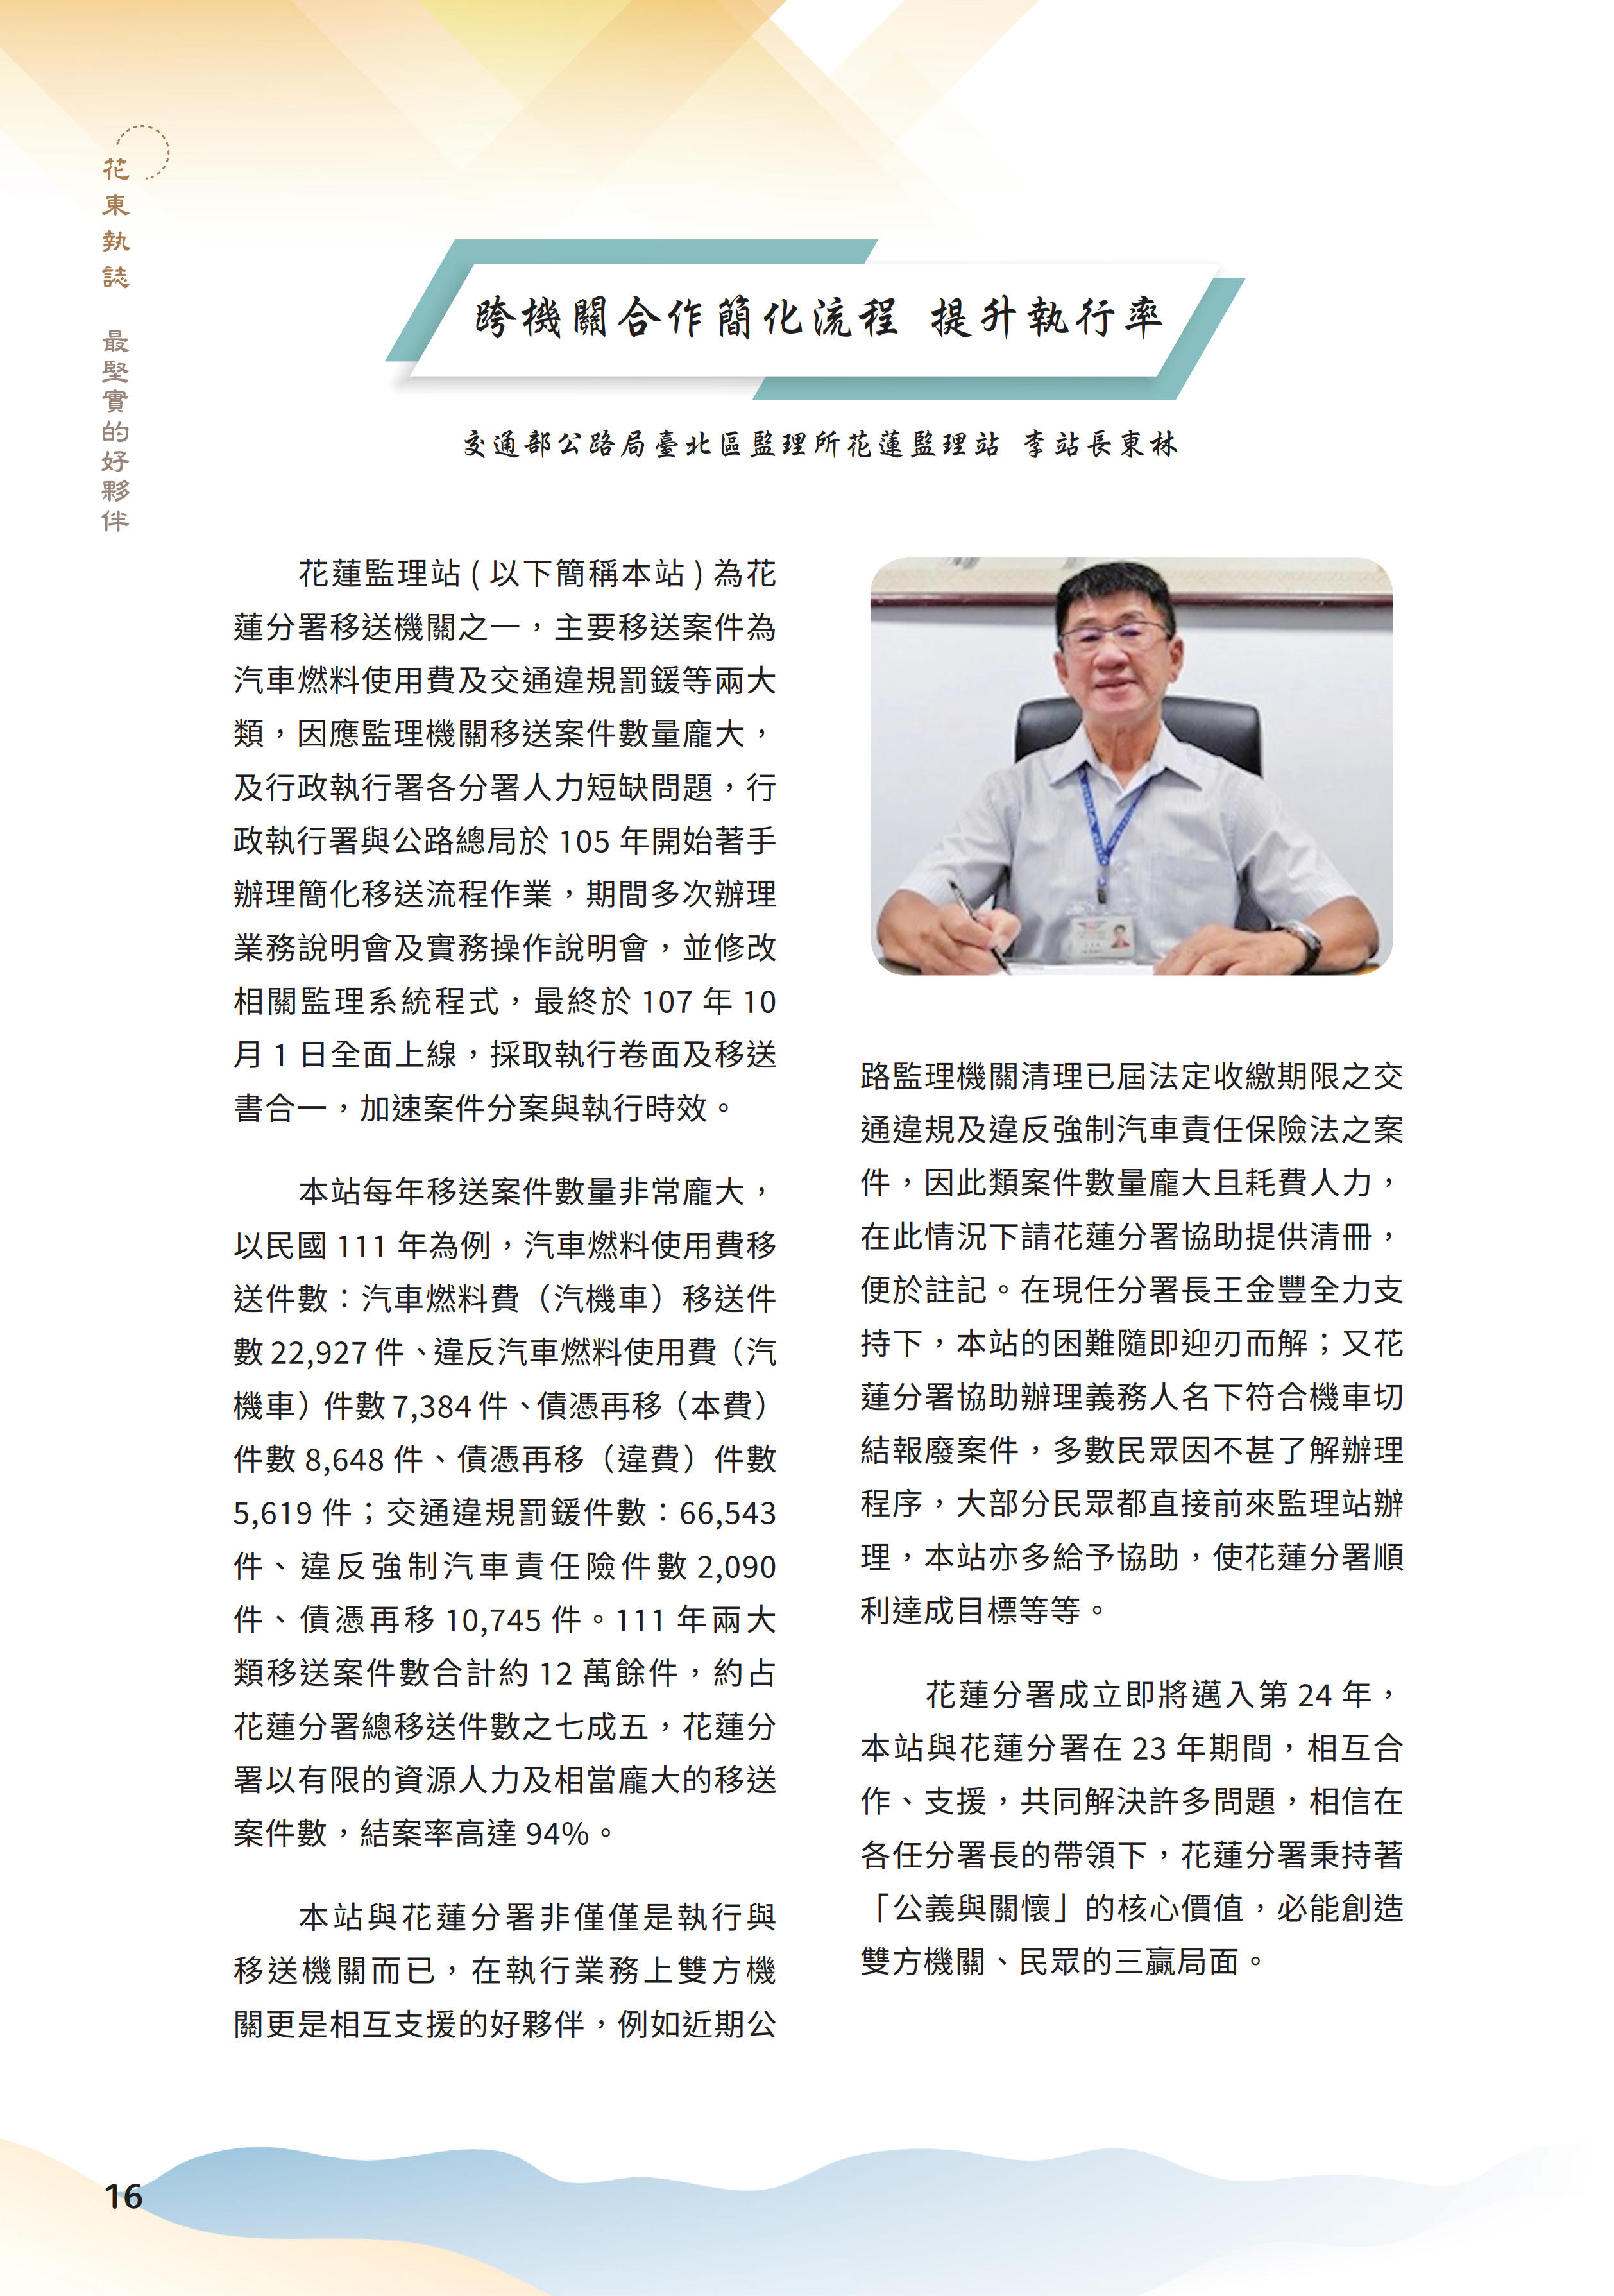 花東執誌 最堅實的好夥伴
跨機關合作簡化流程 提升執行率
交通部公路局臺北區監理所花蓮監理站 李站長東林
花蓮監理站(以下簡稱本站)為花
蓮分署移送機關之一，主要移送案件為
汽車燃料使用費及交通違規罰鍰等兩大
類，因應監理機關移送案件數量龐大，
及行政執行署各分署人力短缺問題，行
政執行署與公路總局於 105 年開始著手
辦理簡化移送流程作業，期間多次辦理
業務說明會及實務操作說明會，並修改
相關監理系統程式，最終於 107 年 10
月 1 日全面上線，採取執行卷面及移送
書合一，加速案件分案與執行時效。
本站每年移送案件數量非常龐大，
以民國 111 年為例，汽車燃料使用費移
送件數：汽車燃料費（汽機車）移送件
數 22,927 件、違反汽車燃料使用費（汽
機車）件數 7,384 件、債憑再移（本費）
件數 8,648 件、債憑再移（違費）件數
5,619 件；交通違規罰鍰件數：66,543
件、違反強制汽車責任險件數 2,090
件、債憑再移 10,745 件。111 年兩大
類移送案件數合計約 12 萬餘件，約占
花蓮分署總移送件數之七成五，花蓮分
署以有限的資源人力及相當龐大的移送
案件數，結案率高達 94%。
本站與花蓮分署非僅僅是執行與
移送機關而已，在執行業務上雙方機
關更是相互支援的好夥伴，例如近期公
路監理機關清理已屆法定收繳期限之交
通違規及違反強制汽車責任保險法之案
件，因此類案件數量龐大且耗費人力，
在此情況下請花蓮分署協助提供清冊，
便於註記。在現任分署長王金豐全力支
持下，本站的困難隨即迎刃而解；又花
蓮分署協助辦理義務人名下符合機車切
結報廢案件，多數民眾因不甚了解辦理
程序，大部分民眾都直接前來監理站辦
理，本站亦多給予協助，使花蓮分署順
利達成目標等等。
花蓮分署成立即將邁入第 24 年，
本站與花蓮分署在 23 年期間，相互合
作、支援，共同解決許多問題，相信在
各任分署長的帶領下，花蓮分署秉持著
「公義與關懷」的核心價值，必能創造
雙方機關、民眾的三贏局面。
16